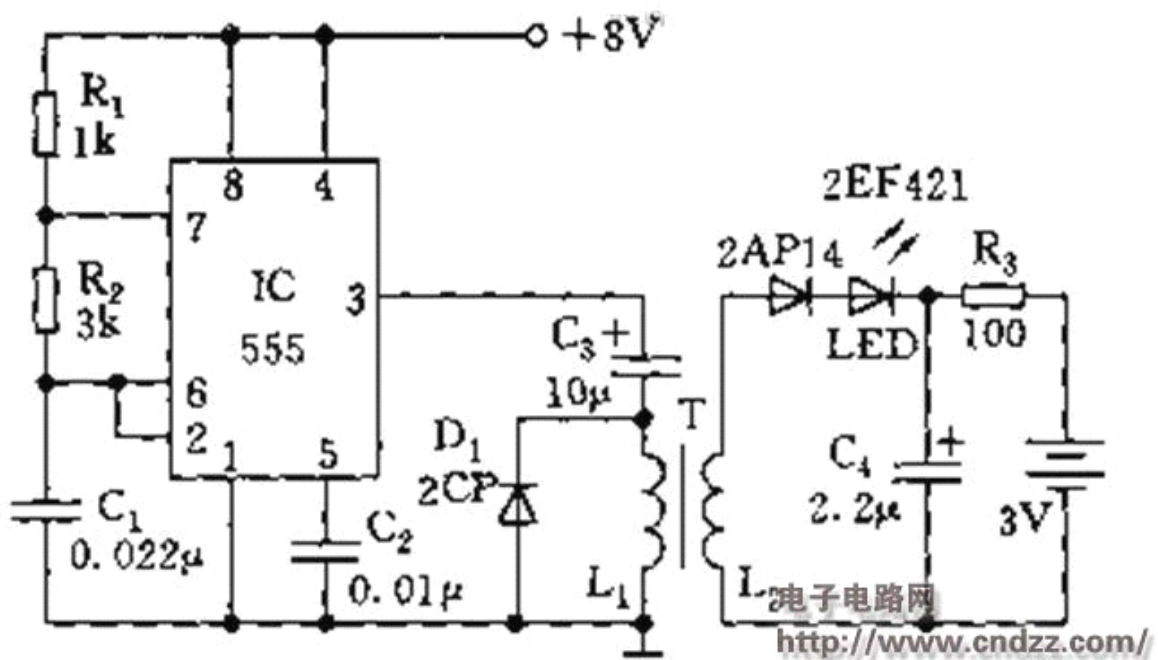 +8V
R₁
1k
8 4
7
2EF421
2AP14
R₃
R₂
3k
IC
555
3
C₃ +
10μ
LED
100
6
2
1 5
D₁
2CP
T
C₄ +
2.2μ
3V
C₁
0.022μ
C₂
0.01μ
L₁
L₂
电子电路网
http://www.cndzz.com/